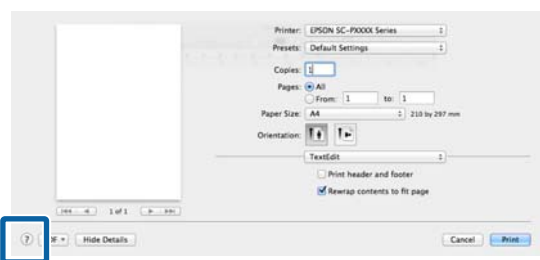 Printer: EPSON SC-PXXXX Series
Presets: Default Settings
Copies: 1
Pages: All
From: 1 to: 1
Paper Size: A4 210 by 297 mm
Orientation:
TextEdit
Print header and footer
Rewrap contents to fit page
1 of 1
? DF Hide Details Cancel Print